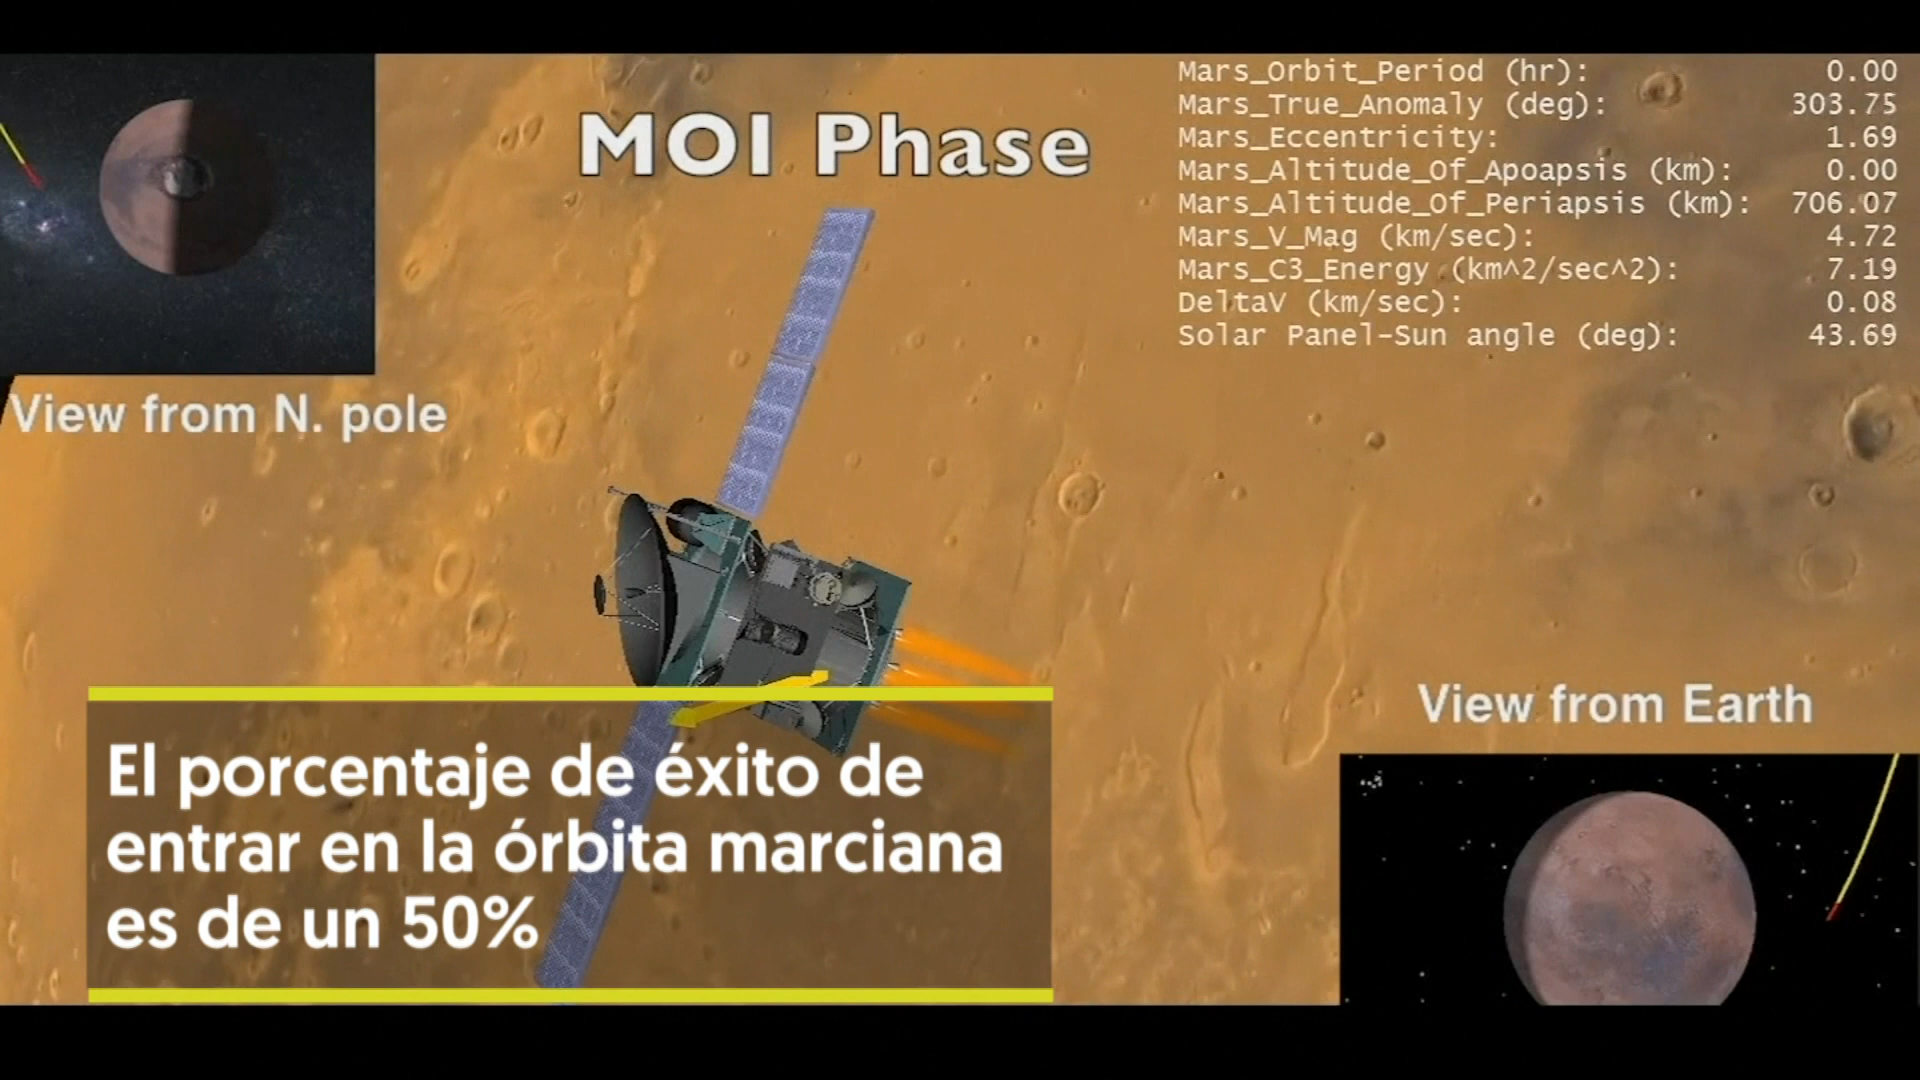 MOI Phase
Mars_Orbit_Period (hr): 0.00
Mars_True_Anomaly (deg): 303.75
Mars_Eccentricity: 1.69
Mars_Altitude_Of_Apoapsis (km): 0.00
Mars_Altitude_Of_Periapsis (km): 706.07
Mars_V_Mag (km/sec): 4.72
Mars_C3_Energy (km^2/sec^2): 7.19
DeltaV (km/sec): 0.08
Solar Panel-Sun angle (deg): 43.69
View from N. pole
View from Earth
El porcentaje de éxito de
entrar en la órbita marciana
es de un 50%